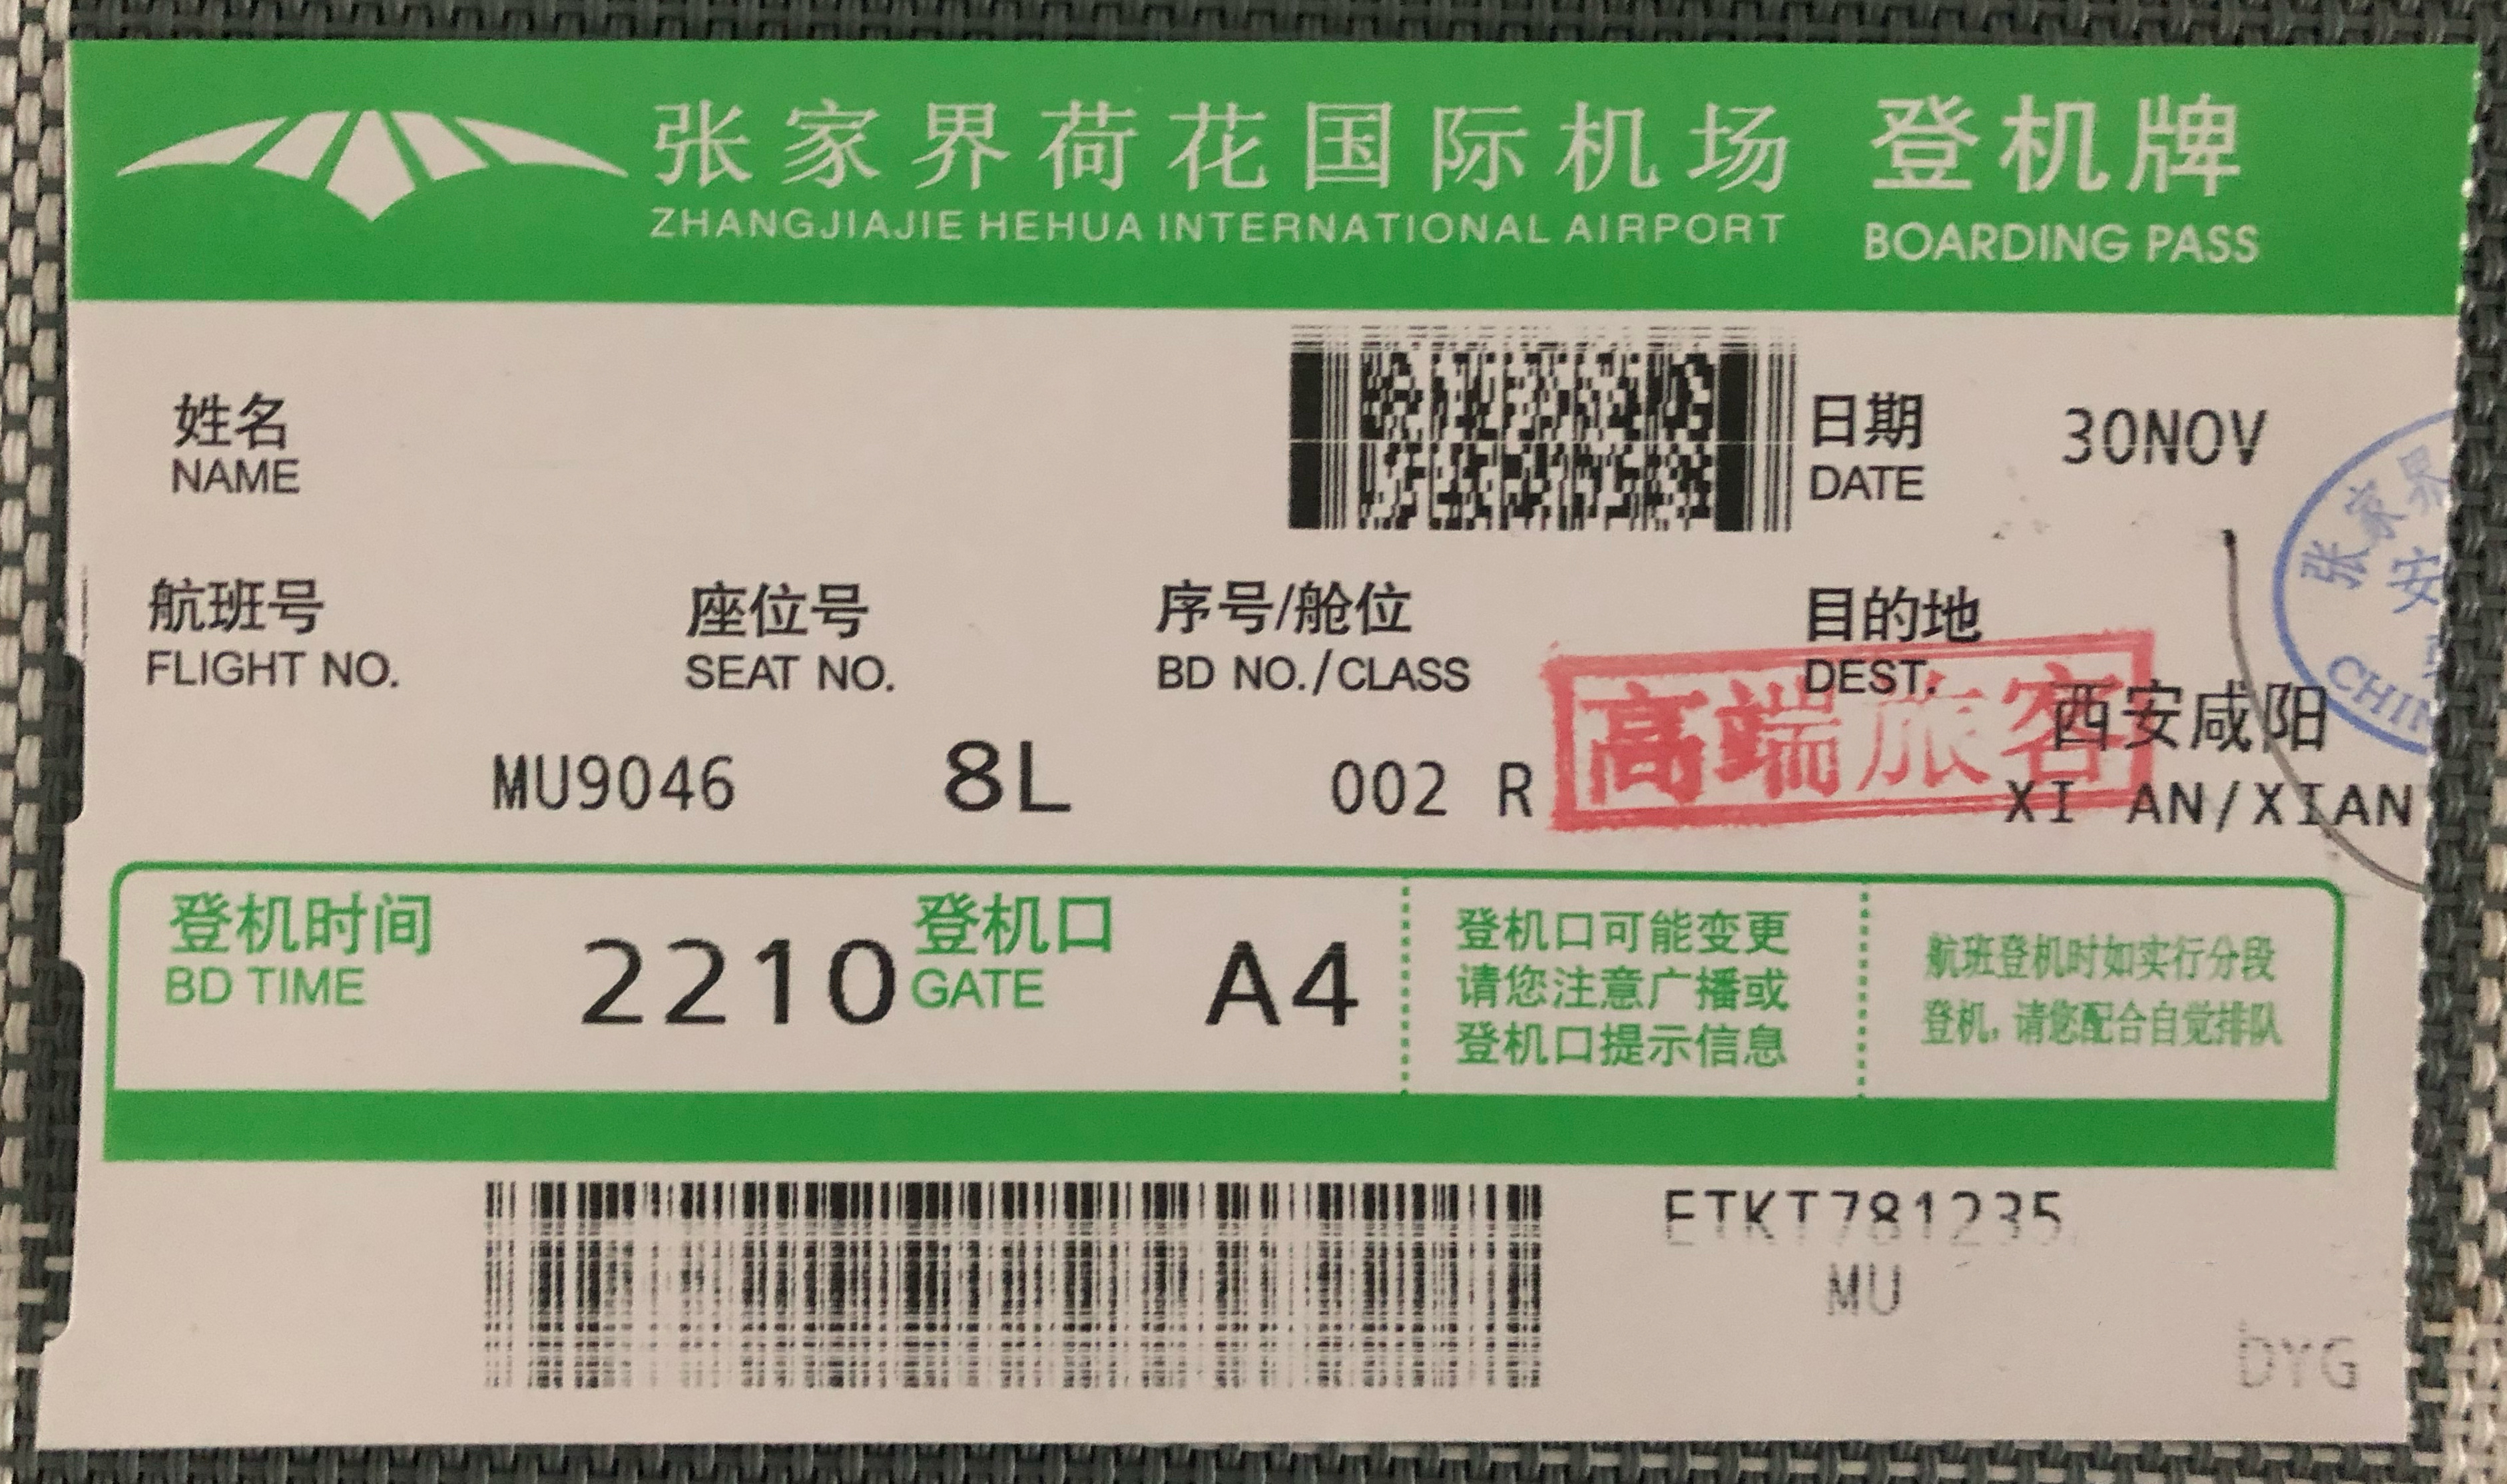 张家界荷花国际机场 登机牌
ZHANGJIAJIE HEHUA INTERNATIONAL AIRPORT BOARDING PASS
姓名
NAME
日期
DATE
30NOV
张家界
安
CHIN
航班号 座位号 序号/舱位 目的地
FLIGHT NO. SEAT NO. BD NO./CLASS DEST.
高端旅客
西安咸阳
MU9046 8L 002 R XI AN/XIAN
登机时间
BD TIME
2210
登机口
GATE
A4
登机口可能变更
请您注意广播或
登机口提示信息
航班登机时如实行分段
登机，请您配合自觉排队
ETKT781235
MU
DYG